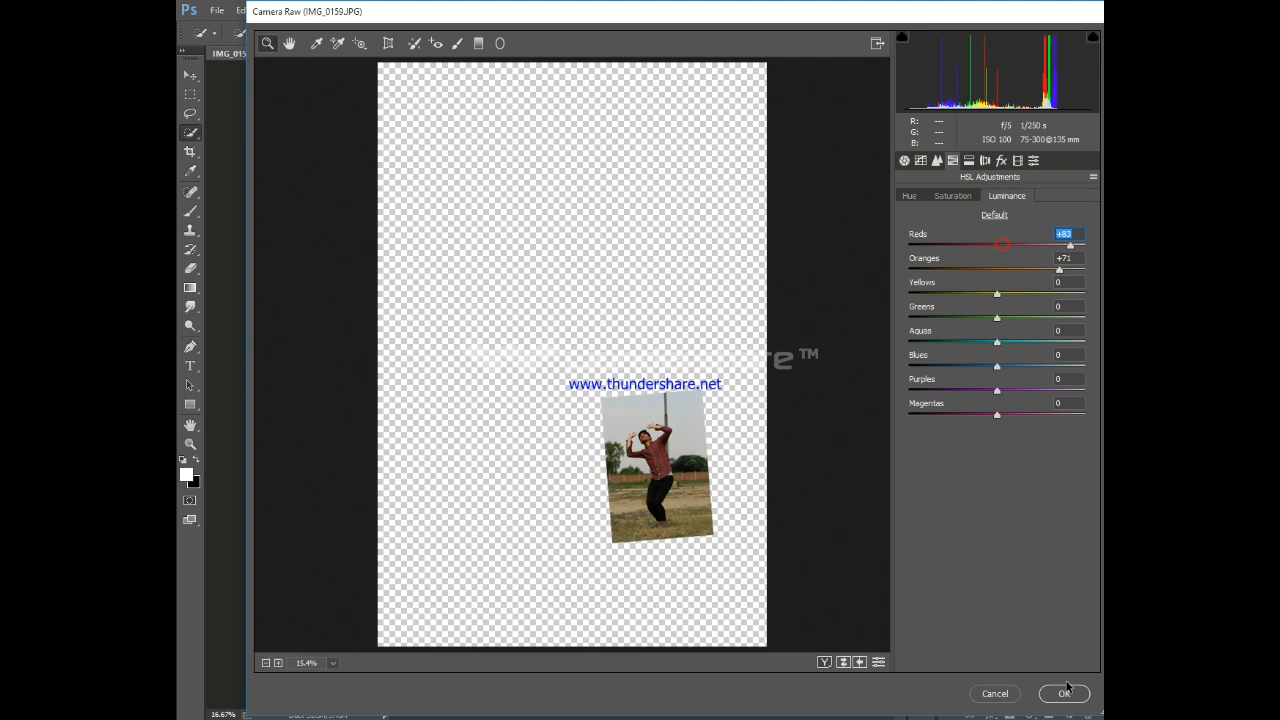 Ps File E
Camera Raw (IMG_0159JPG)
IMG_015
R: ---
G: ---
B: ---
f/5 1/250 s
ISO 100 75-300@135 mm
HSL Adjustments
Hue Saturation Luminance
Default
Reds +83
Oranges +71
Yellows 0
Greens 0
Aquas 0
Blues 0
Purples 0
Magentas 0
re™
www.thundershare.net
15.4%
Cancel OK
16.67%